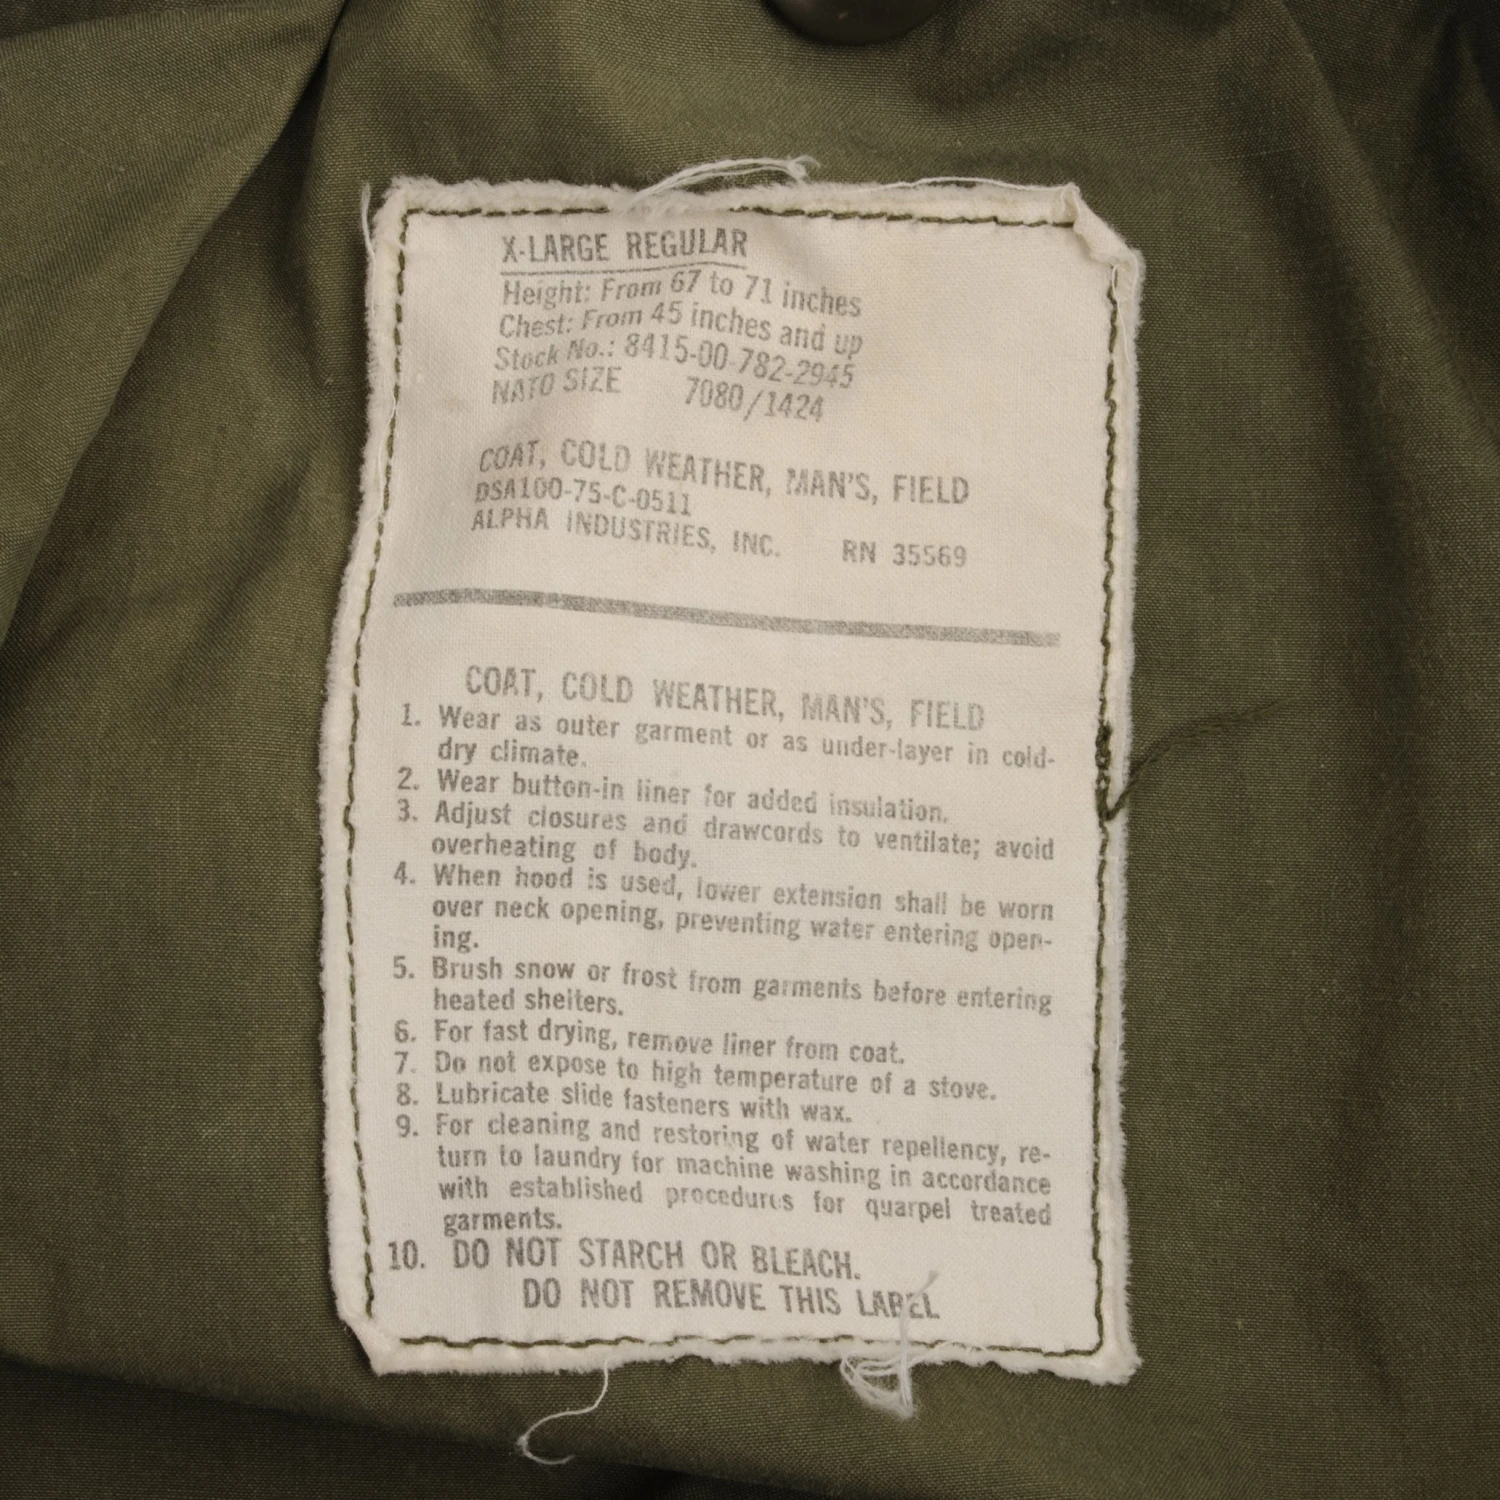 X-LARGE REGULAR
Height: From 67 to 71 inches
Chest: From 45 inches and up
Stock No.: 8415-00-782-2945
NATO SIZE 7080/1424
COAT, COLD WEATHER, MAN'S, FIELD
DSA100-75-C-0511
ALPHA INDUSTRIES, INC. RN 35569
COAT, COLD WEATHER, MAN'S, FIELD
1. Wear as outer garment or as under-layer in cold-
dry climate.
2. Wear button-in liner for added insulation.
3. Adjust closures and drawcords to ventilate; avoid
overheating of body.
4. When hood is used, lower extension shall be worn
over neck opening, preventing water entering open-
ing.
5. Brush snow or frost from garments before entering
heated shelters.
6. For fast drying, remove liner from coat.
7. Do not expose to high temperature of a stove.
8. Lubricate slide fasteners with wax.
9. For cleaning and restoring of water repellency, re-
turn to laundry for machine washing in accordance
with established procedures for quarpel treated
garments.
10. DO NOT STARCH OR BLEACH.
DO NOT REMOVE THIS LABEL